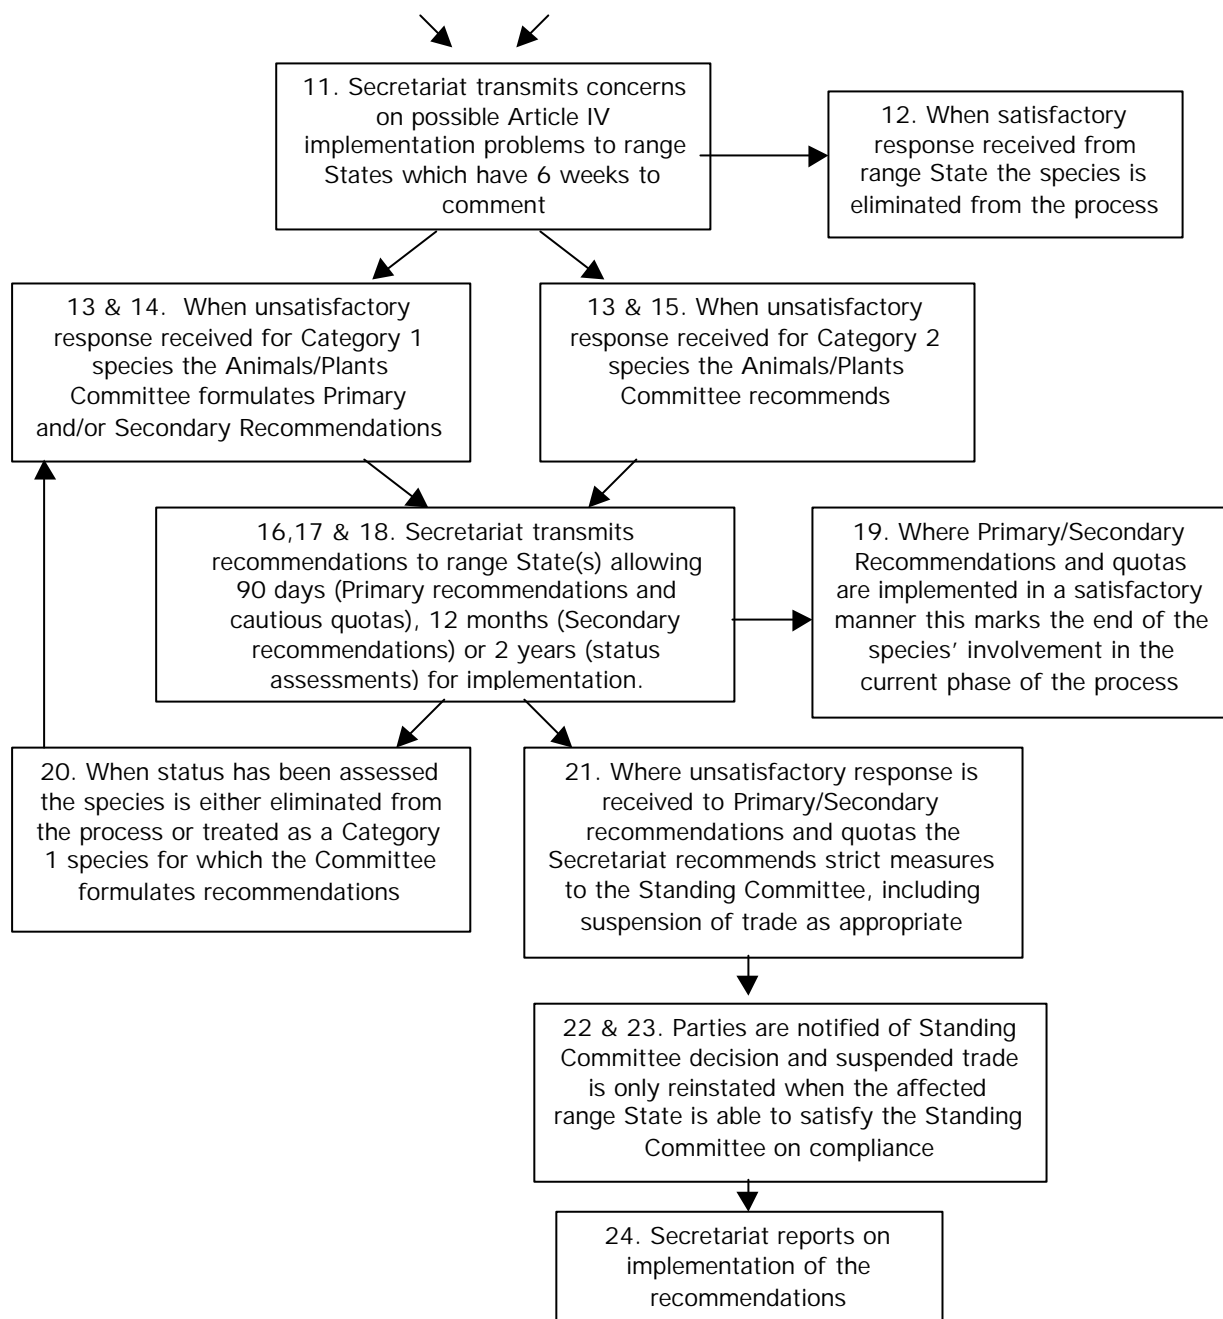 11. Secretariat transmits concerns
on possible Article IV
implementation problems to range
States which have 6 weeks to
comment
12. When satisfactory
response received from
range State the species is
eliminated from the process
13 & 14. When unsatisfactory
response received for Category 1
species the Animals/Plants
Committee formulates Primary
and/or Secondary Recommendations
13 & 15. When unsatisfactory
response received for Category 2
species the Animals/Plants
Committee recommends
16,17 & 18. Secretariat transmits
recommendations to range State(s) allowing
90 days (Primary recommendations and
cautious quotas), 12 months (Secondary
recommendations) or 2 years (status
assessments) for implementation.
19. Where Primary/Secondary
Recommendations and quotas
are implemented in a satisfactory
manner this marks the end of the
species' involvement in the
current phase of the process
20. When status has been assessed
the species is either eliminated from
the process or treated as a Category
1 species for which the Committee
formulates recommendations
21. Where unsatisfactory response is
received to Primary/Secondary
recommendations and quotas the
Secretariat recommends strict measures
to the Standing Committee, including
suspension of trade as appropriate
22 & 23. Parties are notified of Standing
Committee decision and suspended trade
is only reinstated when the affected
range State is able to satisfy the Standing
Committee on compliance
24. Secretariat reports on
implementation of the
recommendations